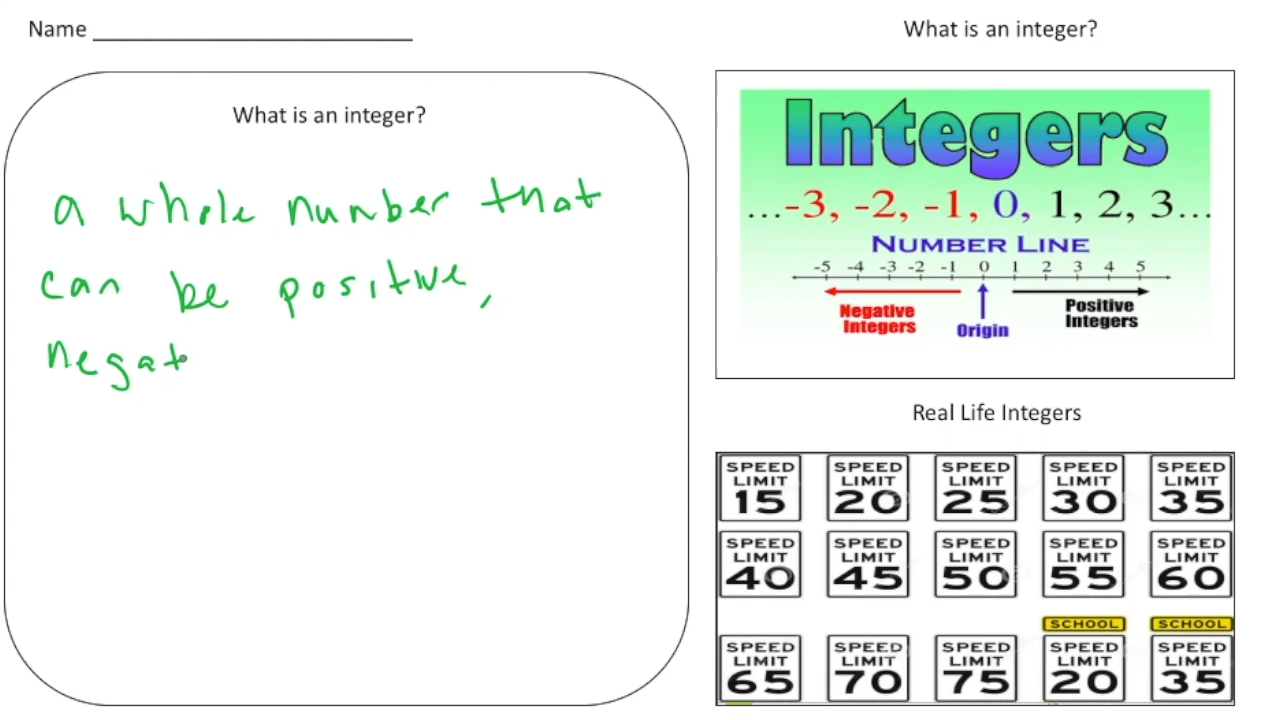 Name
What is an integer?
a whole number that
can be positive,
negat
What is an integer?
Integers
...-3, -2, -1, 0, 1, 2, 3...
NUMBER LINE
-5 -4 -3 -2 -1 0 1 2 3 4 5
Negative
Integers
Origin
Positive
Integers
Real Life Integers
SPEED LIMIT 15
SPEED LIMIT 20
SPEED LIMIT 25
SPEED LIMIT 30
SPEED LIMIT 35
SPEED LIMIT 40
SPEED LIMIT 45
SPEED LIMIT 50
SPEED LIMIT 55
SPEED LIMIT 60
SPEED LIMIT 65
SPEED LIMIT 70
SPEED LIMIT 75
SCHOOL SPEED LIMIT 20
SCHOOL SPEED LIMIT 35